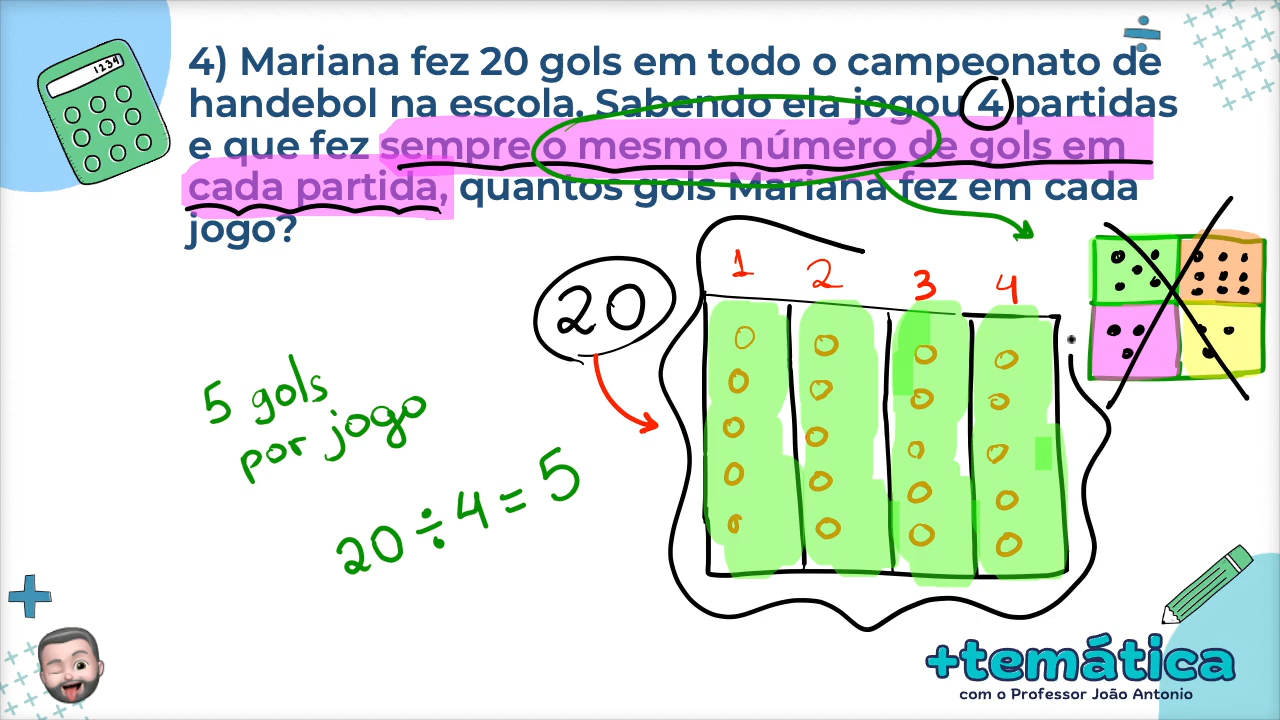 4) Mariana fez 20 gols em todo o campeonato de
handebol na escola. Sabendo ela jogou 4 partidas
e que fez sempre o mesmo número de gols em
cada partida, quantos gols Mariana fez em cada
jogo?
1234
1 2 3 4
20
5 gols
por jogo
20 ÷ 4 = 5
+temática
com o Professor João Antonio